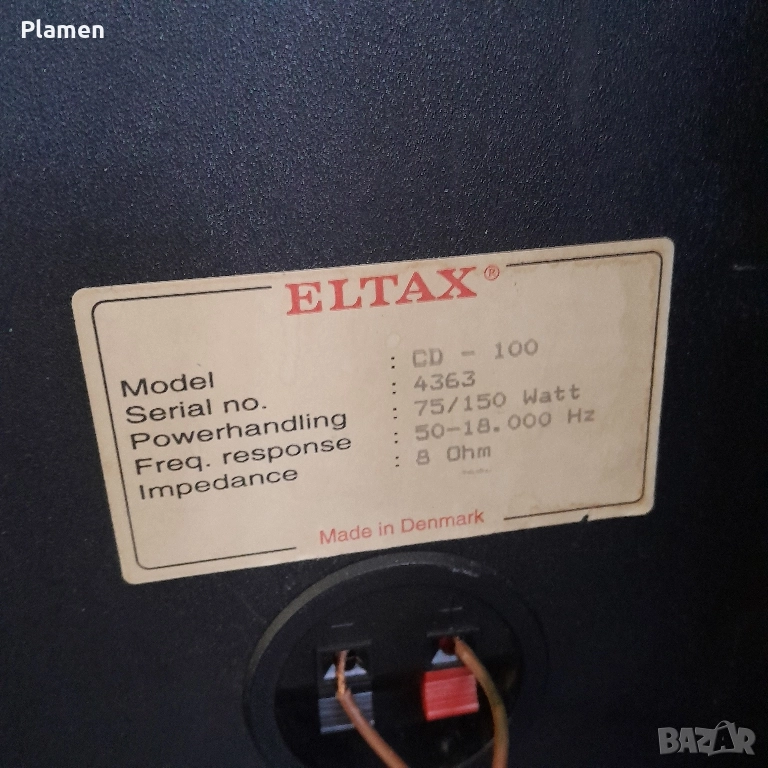 Plamen
ELTAX®
Model : CD - 100
Serial no. : 4363
Powerhandling : 75/150 Watt
Freq. response : 50-18.000 Hz
Impedance : 8 Ohm
Made in Denmark
BAZAR